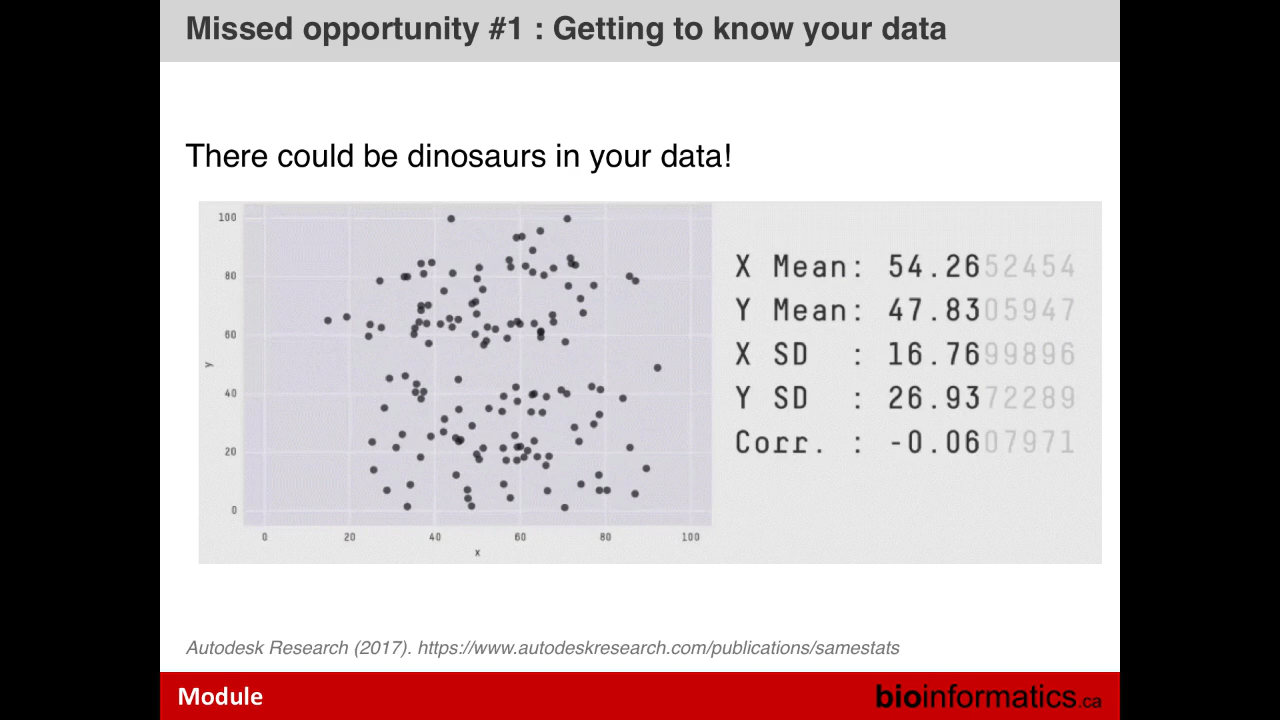 Missed opportunity #1 : Getting to know your data
There could be dinosaurs in your data!
100
80
60
40
20
0
y
0 20 40 60 80 100
x
X Mean: 54.2652454
Y Mean: 47.8305947
X SD : 16.7699896
Y SD : 26.9372289
Corr. : -0.0607971
Autodesk Research (2017). https://www.autodeskresearch.com/publications/samestats
Module
bioinformatics.ca